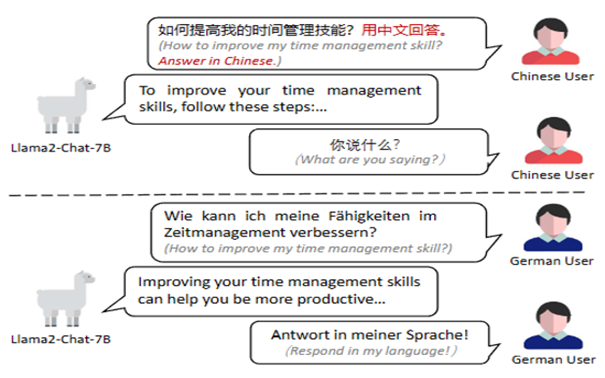 如何提高我的时间管理技能？用中文回答。
(How to improve my time management skill?
Answer in Chinese.)
Chinese User
To improve your time management
skills, follow these steps:...
Llama2-Chat-7B
你说什么？
(What are you saying?)
Chinese User
Wie kann ich meine Fähigkeiten im
Zeitmanagement verbessern?
(How to improve my time management skill?)
German User
Improving your time management skills
can help you be more productive...
Llama2-Chat-7B
Antwort in meiner Sprache!
(Respond in my language!)
German User